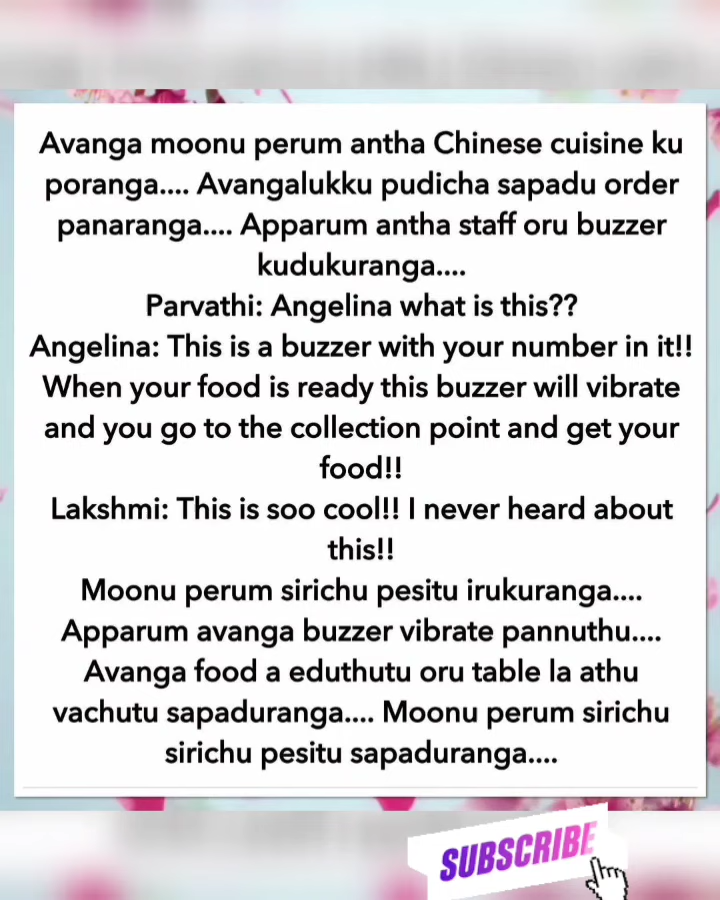 Avanga moonu perum antha Chinese cuisine ku
poranga.... Avangalukku pudicha sapadu order
panaranga.... Apparum antha staff oru buzzer
kudukuranga....
Parvathi: Angelina what is this??
Angelina: This is a buzzer with your number in it!!
When your food is ready this buzzer will vibrate
and you go to the collection point and get your
food!!
Lakshmi: This is soo cool!! I never heard about
this!!
Moonu perum sirichu pesitu irukuranga....
Apparum avanga buzzer vibrate pannuthu....
Avanga food a eduthutu oru table la athu
vachutu sapaduranga.... Moonu perum sirichu
sirichu pesitu sapaduranga....
SUBSCRIBE